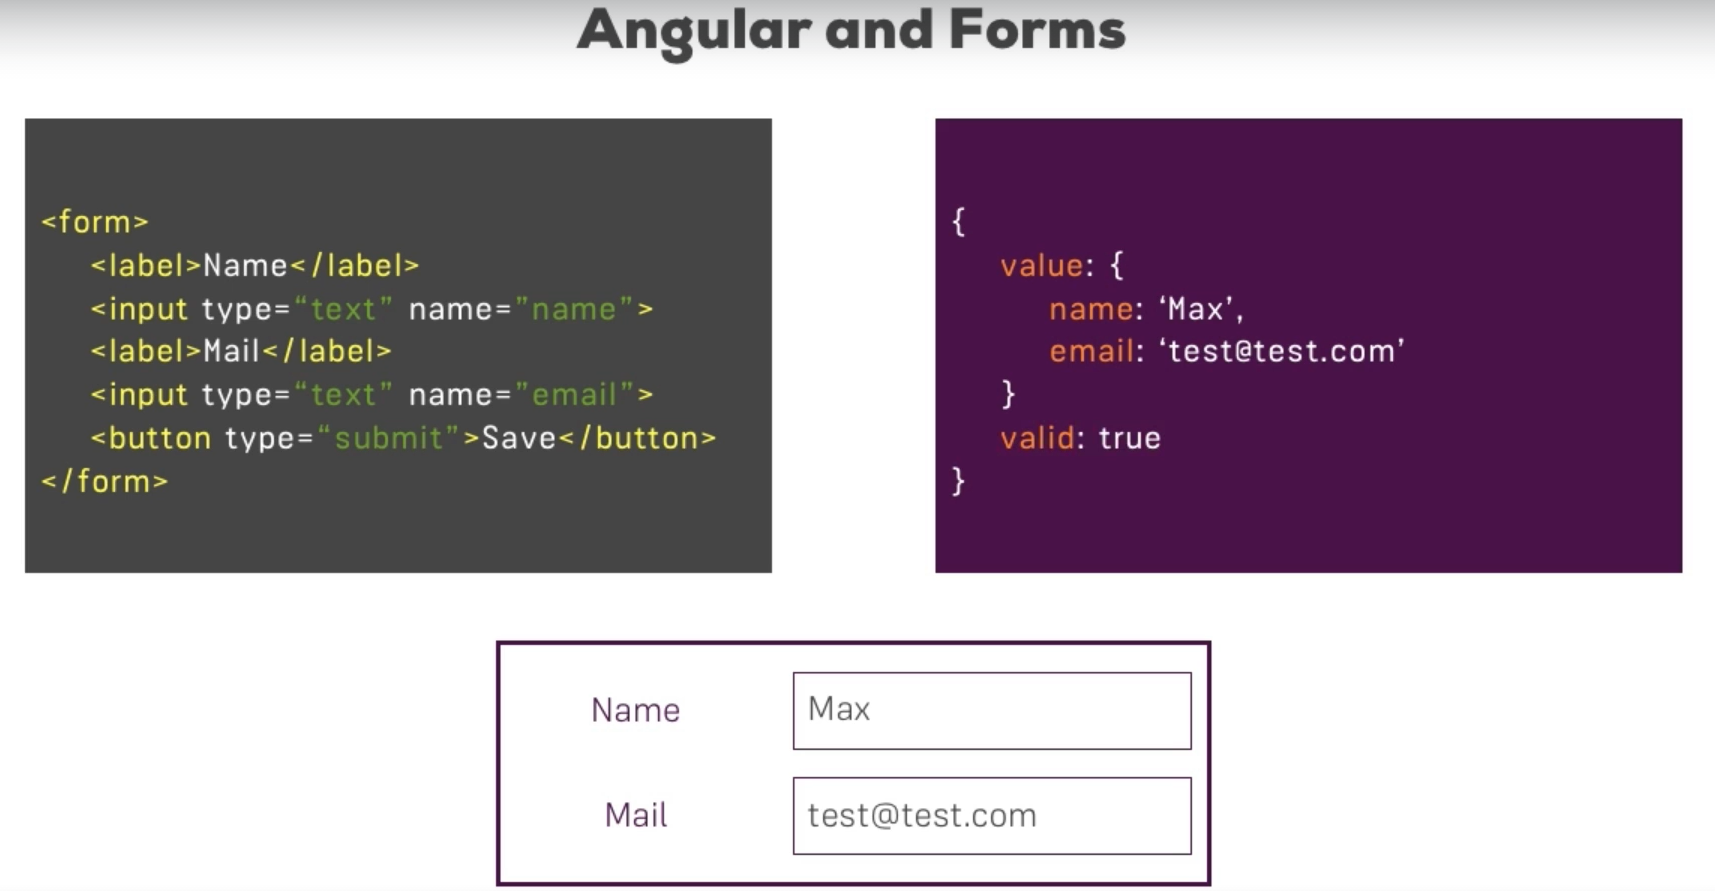 Angular and Forms
<form>
<label>Name</label>
<input type=“text” name=”name”>
<label>Mail</label>
<input type=“text” name=”email”>
<button type=“submit”>Save</button>
</form>
{
value: {
name: ‘Max’,
email: ‘test@test.com’
}
valid: true
}
Name
Max
Mail
test@test.com